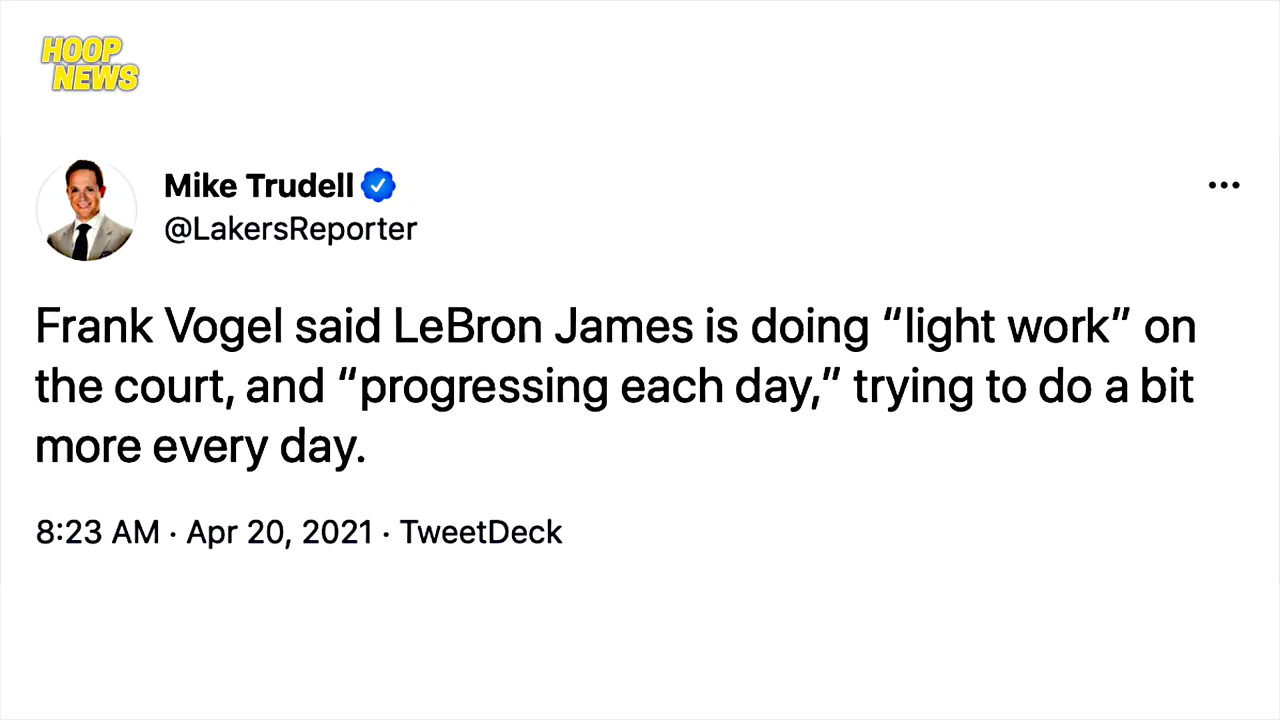 HOOP
NEWS
Mike Trudell
@LakersReporter
Frank Vogel said LeBron James is doing “light work” on
the court, and “progressing each day,” trying to do a bit
more every day.
8:23 AM · Apr 20, 2021 · TweetDeck